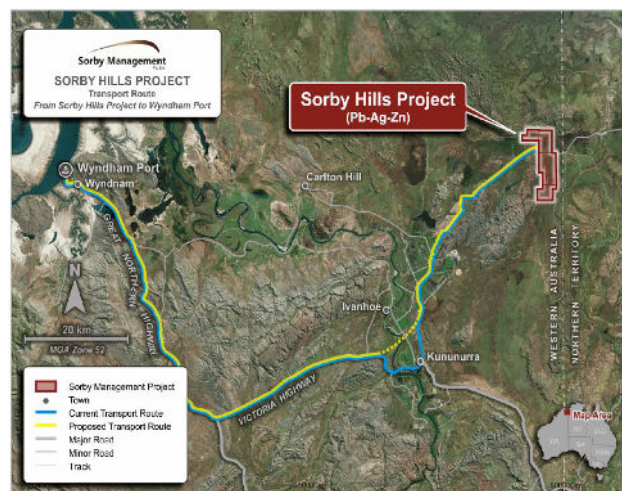 Sorby Management
SORBY HILLS PROJECT
Transport Route
From Sorby Hills Project to Wyndham Port
Sorby Hills Project
(Pb-Ag-Zn)
Wyndham Port
Wyndham
Carlton Hill
GREAT NORTHERN HIGHWAY
WESTERN AUSTRALIA
NORTHERN TERRITORY
N
20 km
MGA Zone 52
Ivanhoe
Kununurra
VICTORIA HIGHWAY
Sorby Management Project
Town
Current Transport Route
Proposed Transport Route
Major Road
Minor Road
Track
Map Area
WA
NT
SA